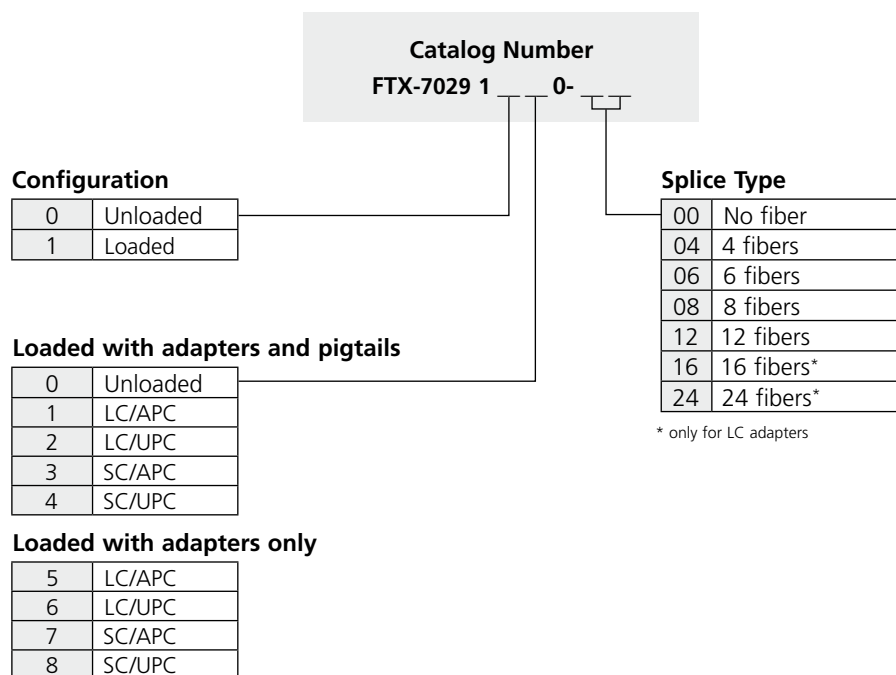 Catalog Number
FTX-7029 1 _ _ 0- _ _
Configuration
0 Unloaded
1 Loaded
Loaded with adapters and pigtails
0 Unloaded
1 LC/APC
2 LC/UPC
3 SC/APC
4 SC/UPC
Loaded with adapters only
5 LC/APC
6 LC/UPC
7 SC/APC
8 SC/UPC
Splice Type
00 No fiber
04 4 fibers
06 6 fibers
08 8 fibers
12 12 fibers
16 16 fibers*
24 24 fibers*
* only for LC adapters